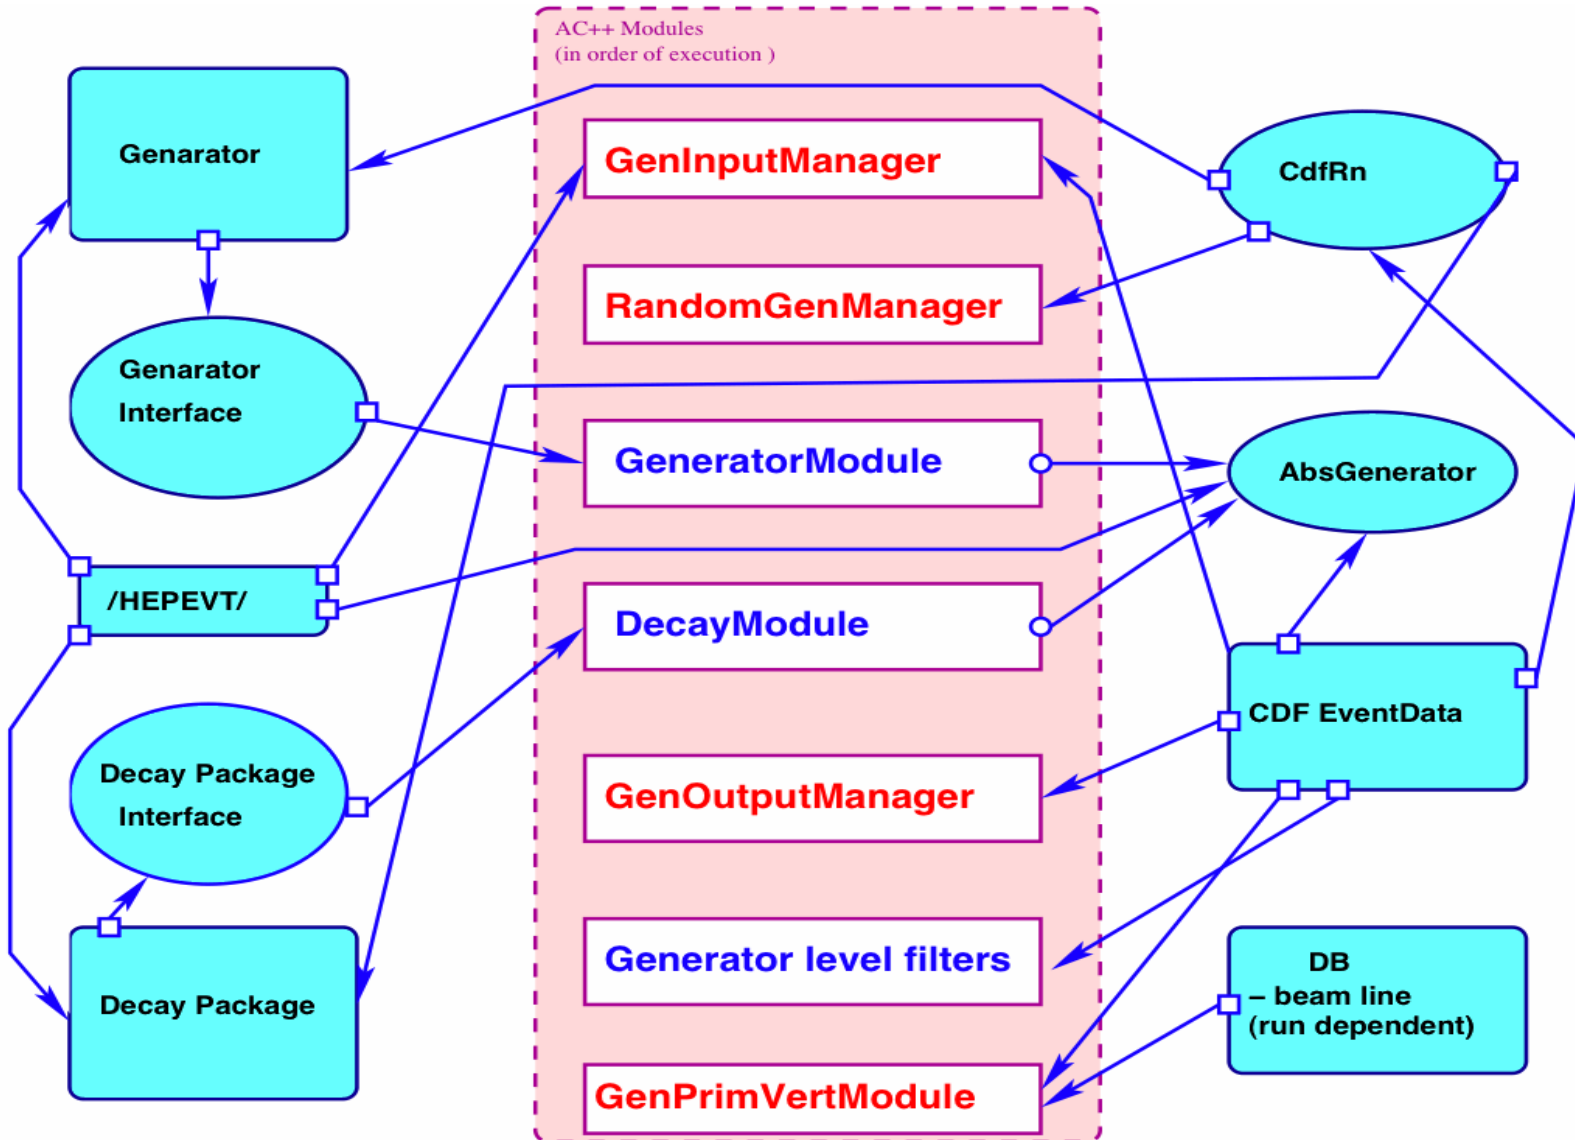 AC++ Modules
(in order of execution )
Genarator
GenInputManager
CdfRn
RandomGenManager
Genarator
Interface
GeneratorModule
AbsGenerator
/HEPEVT/
DecayModule
CDF EventData
Decay Package
Interface
GenOutputManager
Generator level filters
DB
– beam line
(run dependent)
Decay Package
GenPrimVertModule